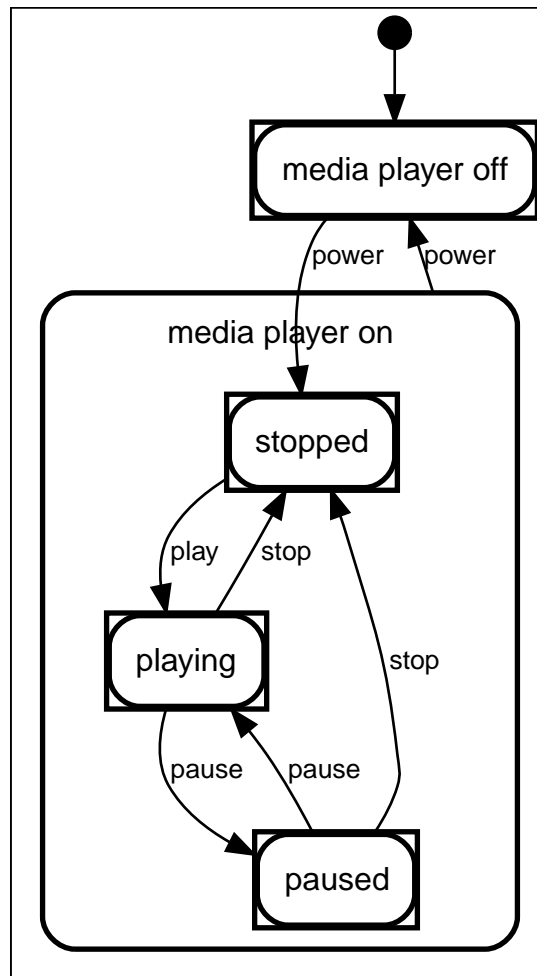 media player off
power
power
media player on
stopped
play
stop
playing
stop
pause
pause
paused